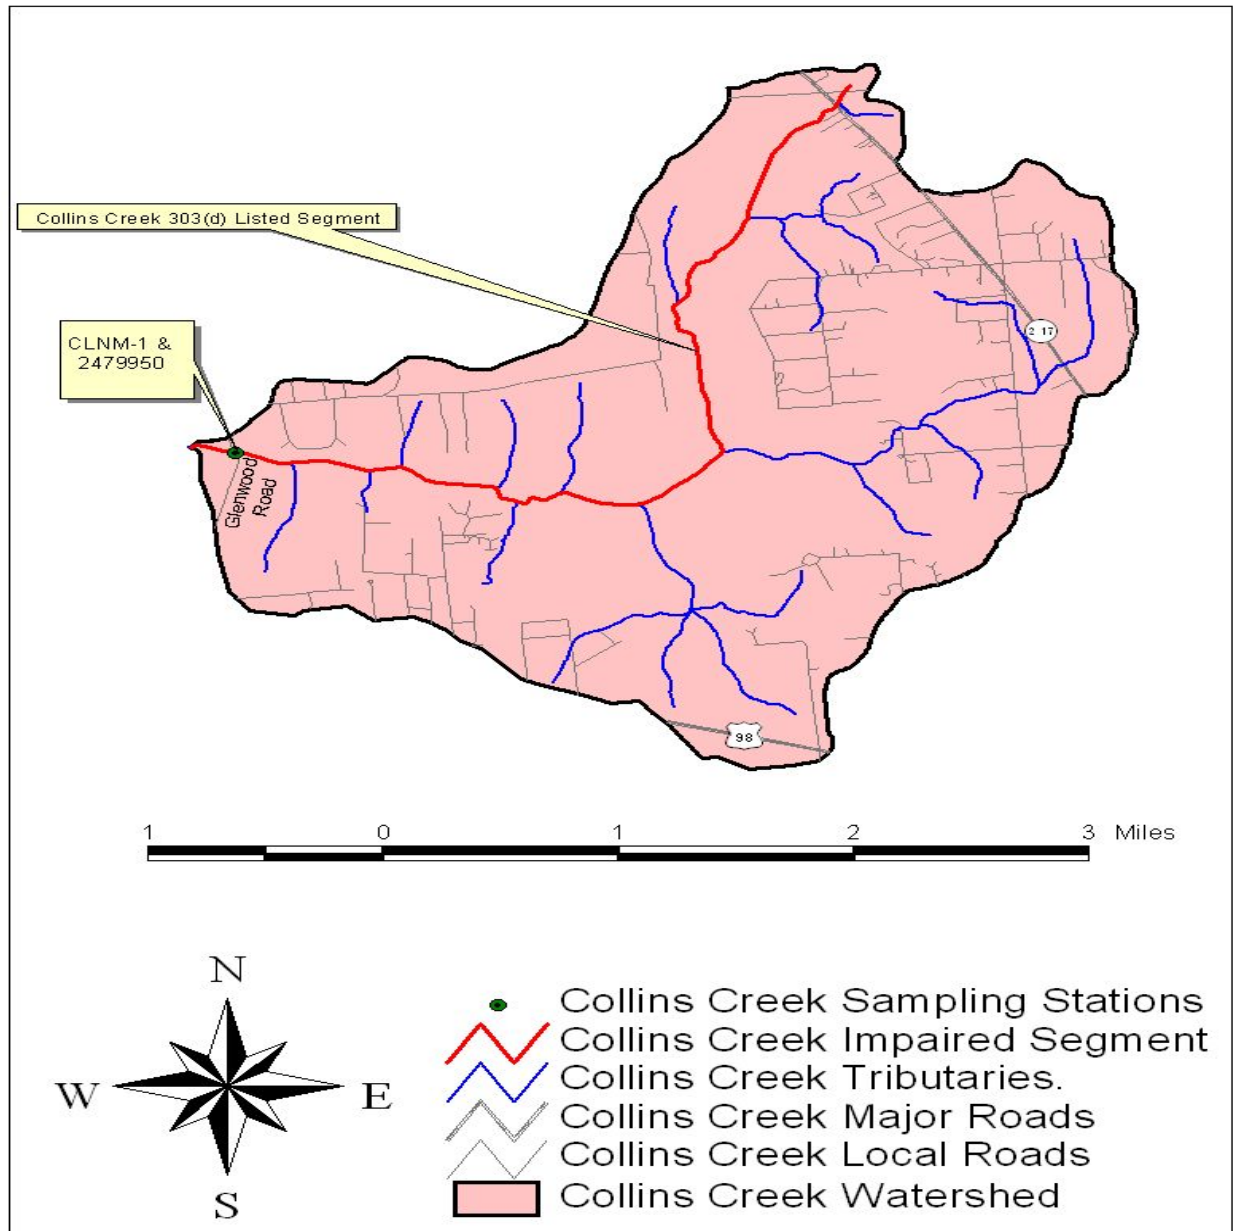 Collins Creek 303(d) Listed Segment
CLNM-1 &
2479950
Glenwood
Road
2 17
98
1 0 1 2 3 Miles
N
W E
S
Collins Creek Sampling Stations
Collins Creek Impaired Segment
Collins Creek Tributaries.
Collins Creek Major Roads
Collins Creek Local Roads
Collins Creek Watershed